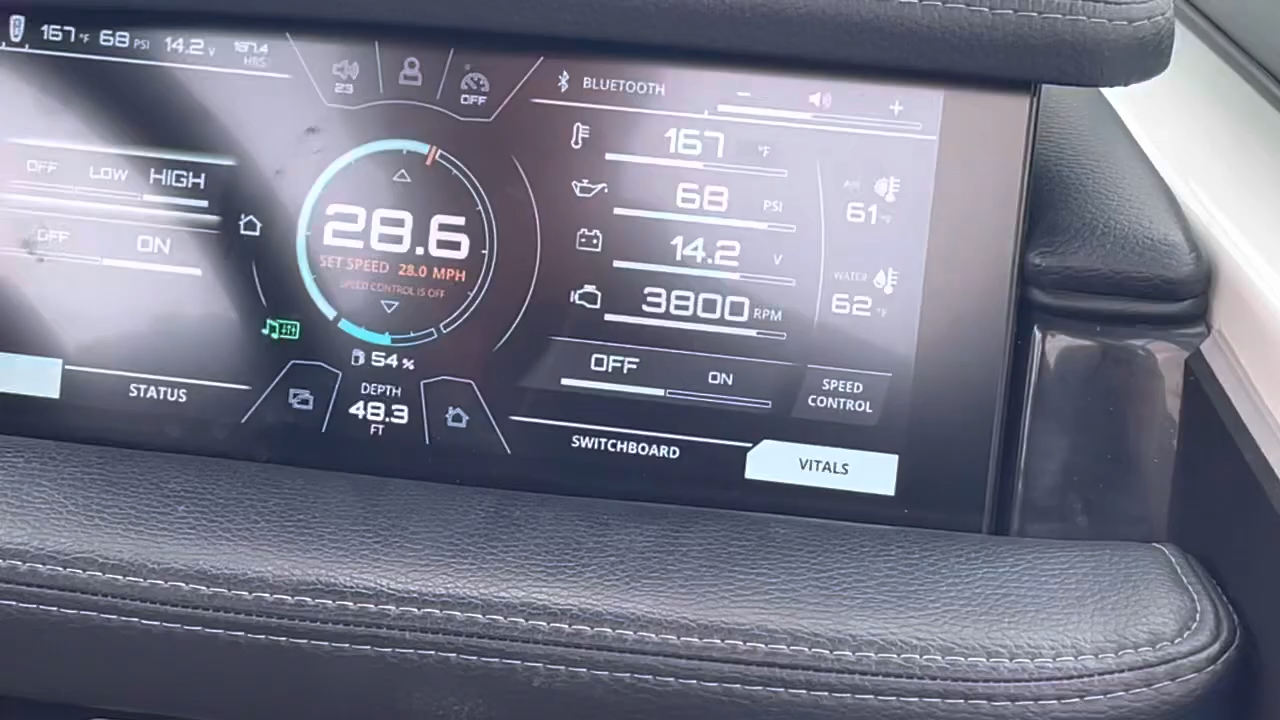 167 °F 68 PSI 14.2 V 167.4 HRS
23
OFF
BLUETOOTH
- +
167 °F
68 PSI
14.2 V
3800 RPM
AIR
61 °F
WATER
62 °F
OFF LOW HIGH
OFF ON
28.6
SET SPEED 28.0 MPH
SPEED CONTROL IS OFF
54 %
DEPTH
48.3
FT
OFF ON
SPEED
CONTROL
STATUS
SWITCHBOARD
VITALS